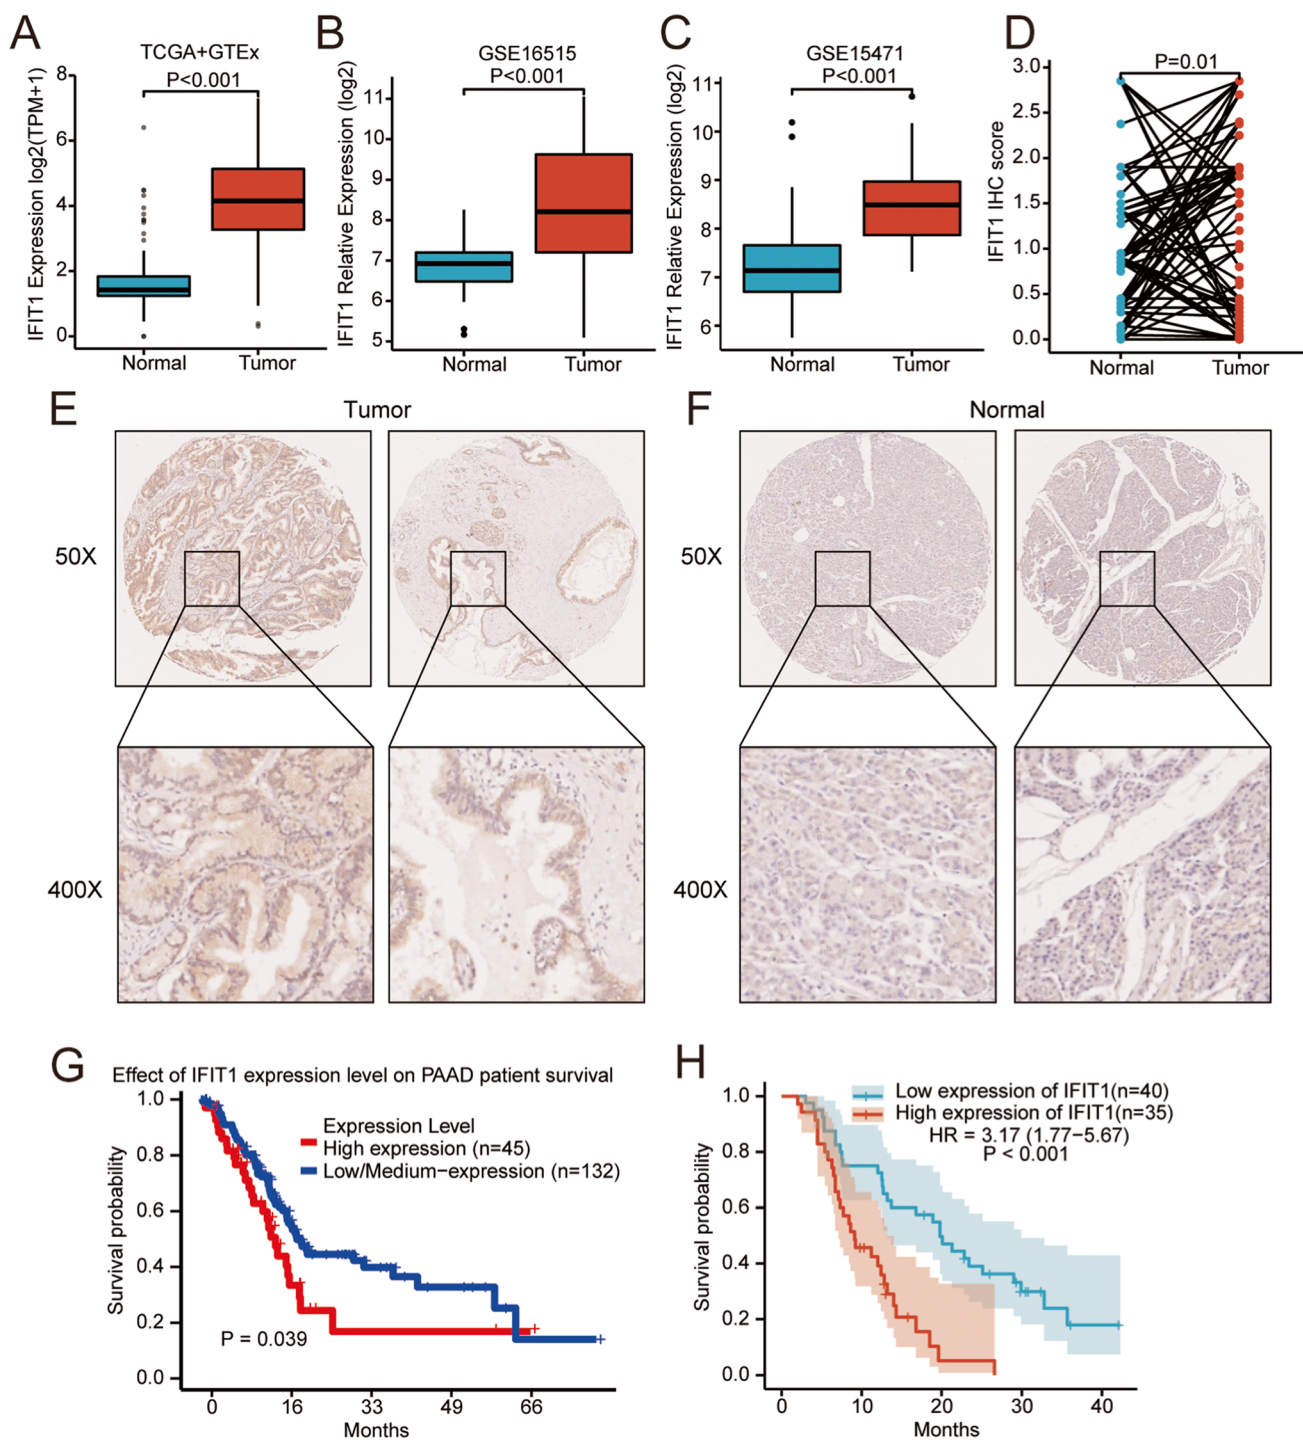 A
TCGA+GTEx
P<0.001
IFIT1 Expression log2(TPM+1)
8
6
4
2
0
Normal
Tumor
B
GSE16515
P<0.001
IFIT1 Relative Expression (log2)
11
10
9
8
7
6
5
Normal
Tumor
C
GSE15471
P<0.001
IFIT1 Relative Expression (log2)
11
10
9
8
7
6
Normal
Tumor
D
P=0.01
IFIT1 IHC score
3.0
2.5
2.0
1.5
1.0
0.5
0.0
Normal
Tumor
E
Tumor
50X
400X
F
Normal
50X
400X
G
Effect of IFIT1 expression level on PAAD patient survival
Expression Level
High expression (n=45)
Low/Medium−expression (n=132)
P = 0.039
Survival probability
1.0
0.8
0.6
0.4
0.2
0.0
0
16
33
49
66
Months
H
Low expression of IFIT1(n=40)
High expression of IFIT1(n=35)
HR = 3.17 (1.77−5.67)
P < 0.001
Survival probability
1.0
0.8
0.6
0.4
0.2
0.0
0
10
20
30
40
Months